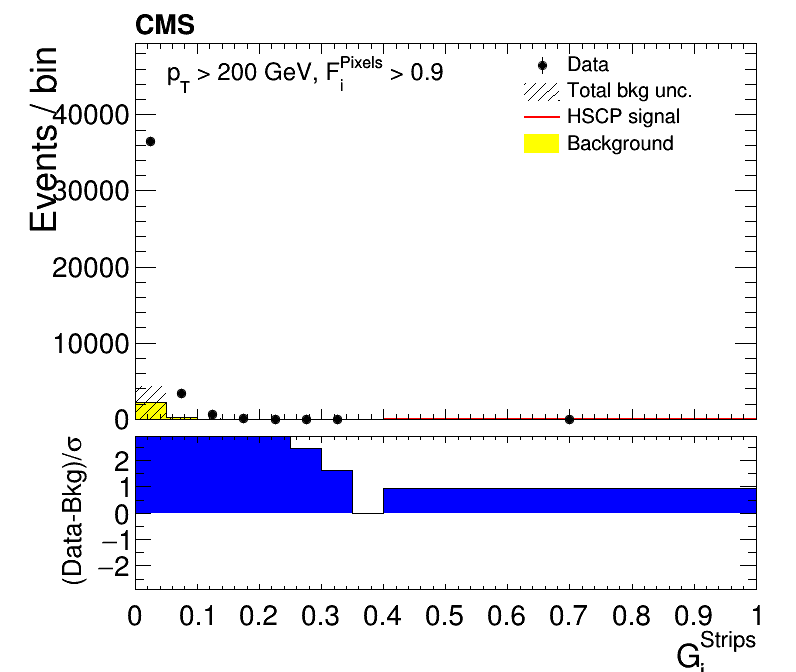 CMS
p_T > 200 GeV, F_i^Pixels > 0.9
Data
Total bkg unc.
HSCP signal
Background
Events / bin
40000
30000
20000
10000
0
(Data-Bkg)/σ
2
1
0
−1
−2
0 0.1 0.2 0.3 0.4 0.5 0.6 0.7 0.8 0.9 1
G_i^Strips